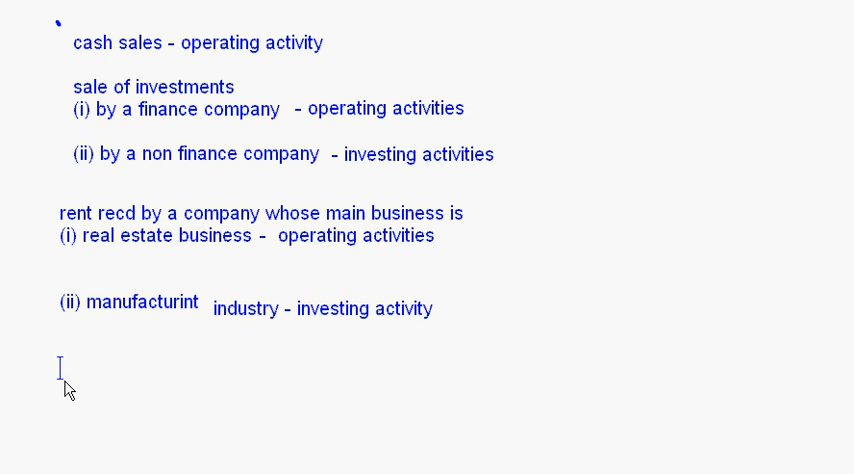 cash sales - operating activity
sale of investments
(i) by a finance company - operating activities
(ii) by a non finance company - investing activities
rent recd by a company whose main business is
(i) real estate business - operating activities
(ii) manufacturint industry - investing activity